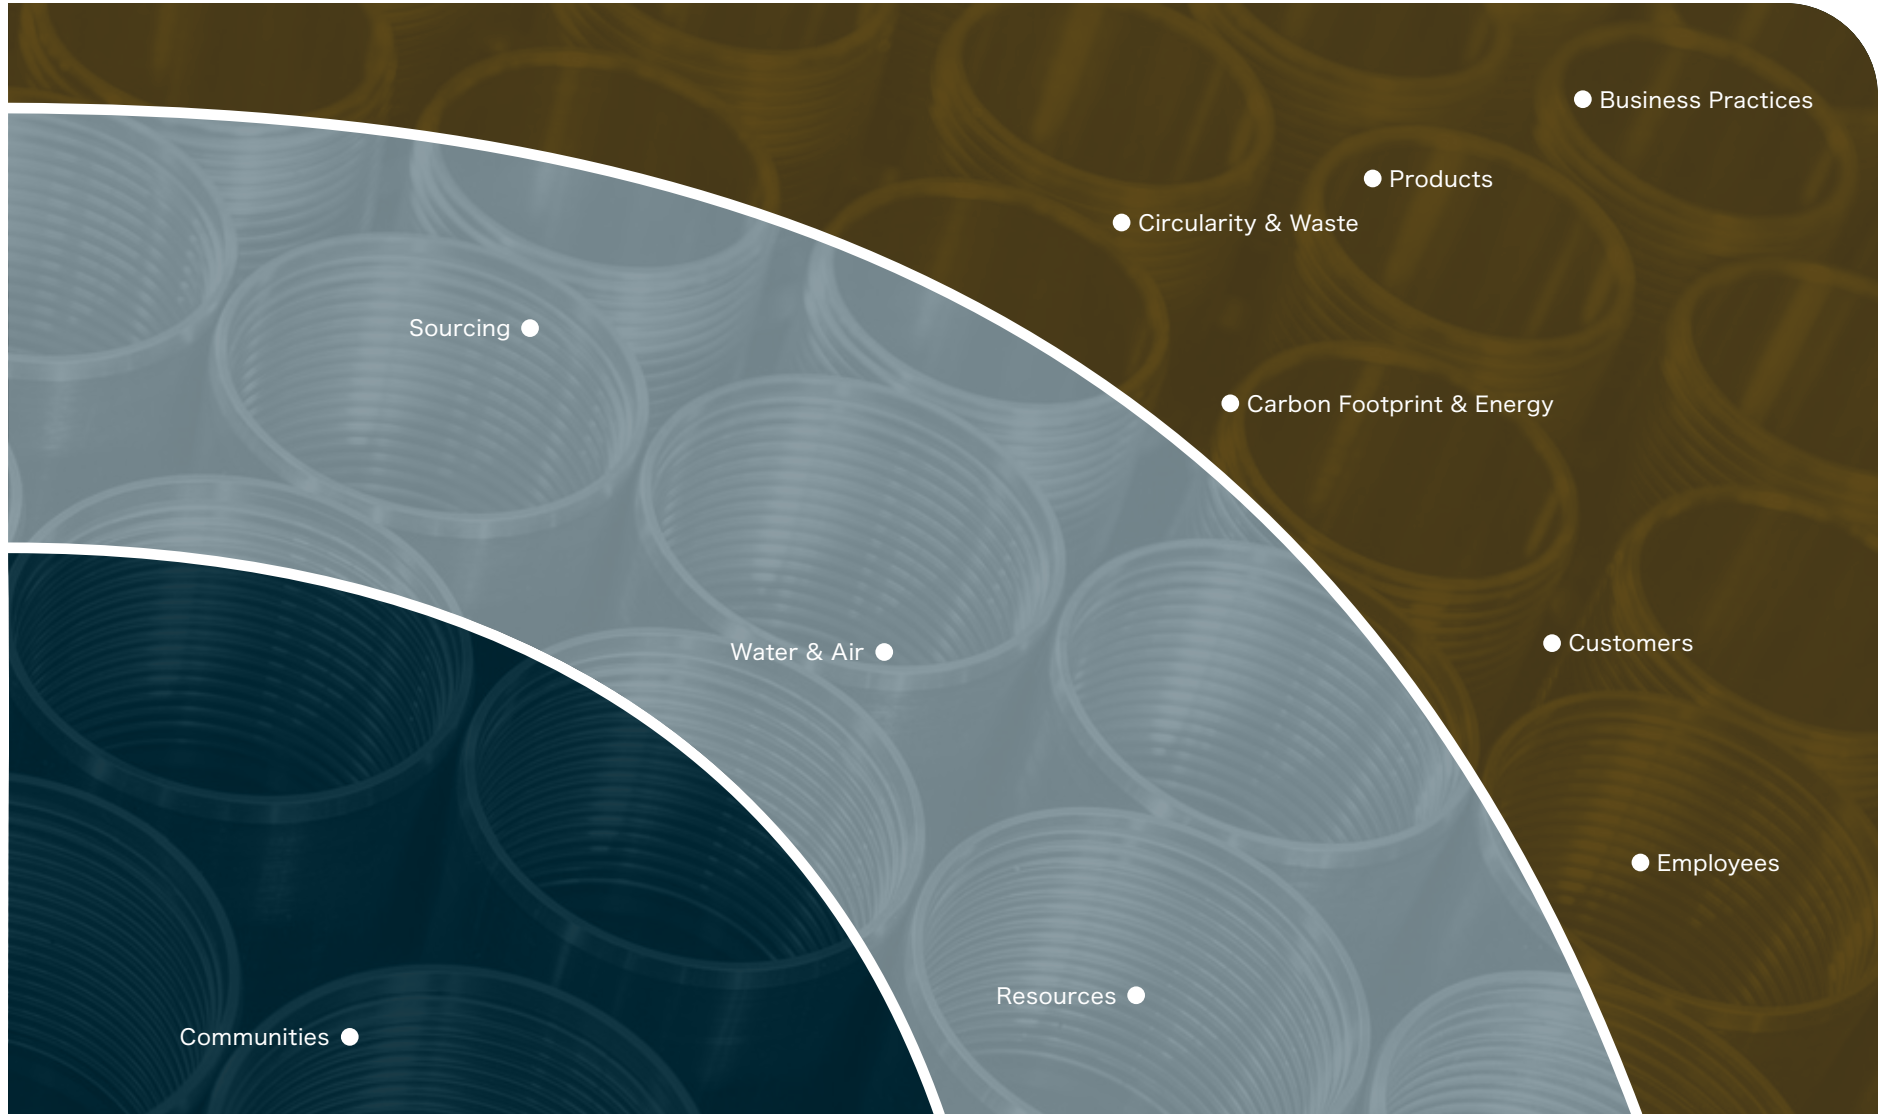 Business Practices
Products
Circularity & Waste
Sourcing
Carbon Footprint & Energy
Customers
Water & Air
Employees
Resources
Communities